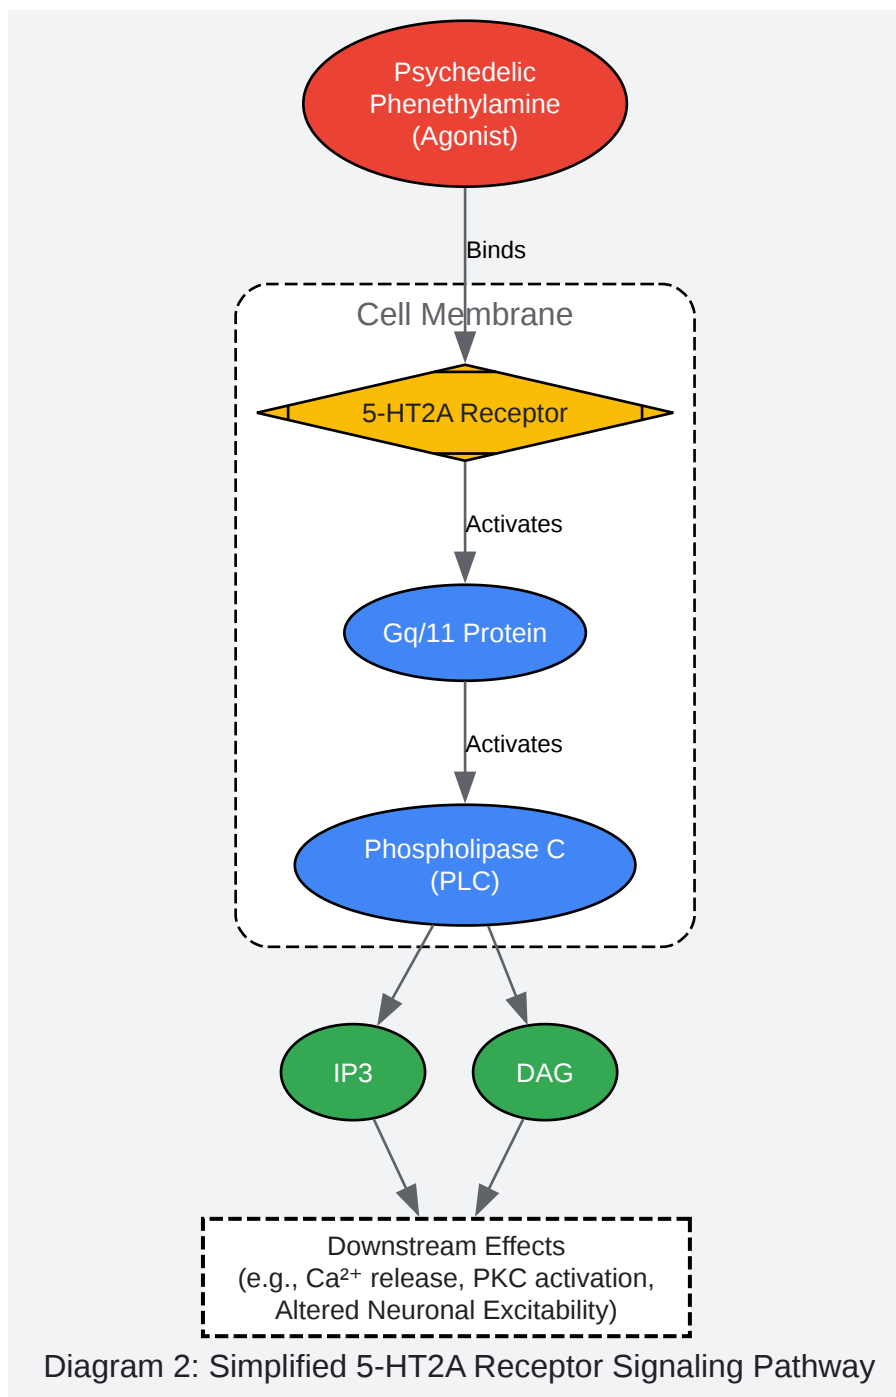 Psychedelic
Phenethylamine
(Agonist)
Binds
Cell Membrane
5-HT2A Receptor
Activates
Gq/11 Protein
Activates
Phospholipase C
(PLC)
IP3
DAG
Downstream Effects
(e.g., Ca²⁺ release, PKC activation,
Altered Neuronal Excitability)
Diagram 2: Simplified 5-HT2A Receptor Signaling Pathway